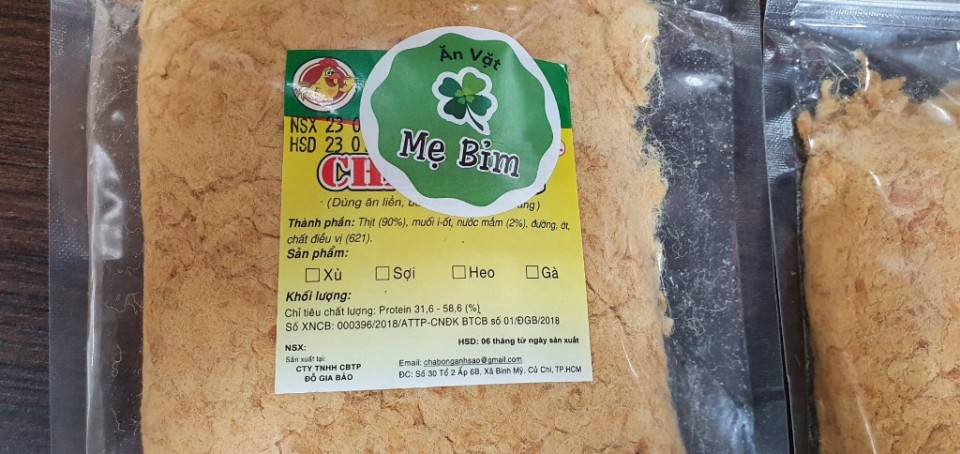 Ăn Vặt
Mẹ Bỉm
NSX 23 0
HSD 23 0
CH
(Dùng ăn liền,
Thành phần: Thịt (90%), muối i-ốt, nước mắm (2%), đường, ớt,
chất điều vị (621).
Sản phẩm:
Xù Sợi Heo Gà
Khối lượng:
Chỉ tiêu chất lượng: Protein 31,6 - 58,6 (%)
Số XNCB: 000396/2018/ATTP-CNĐK BTCB số 01/ĐGB/2018
HSD: 06 tháng từ ngày sản xuất
NSX:
Sản xuất tại:
CTY TNHH CBTP
ĐỖ GIA BẢO
Email: chabonganhsao@gmail.com
ĐC: Số 30 Tổ 2 Ấp 6B, Xã Bình Mỹ, Củ Chi, TP.HCM